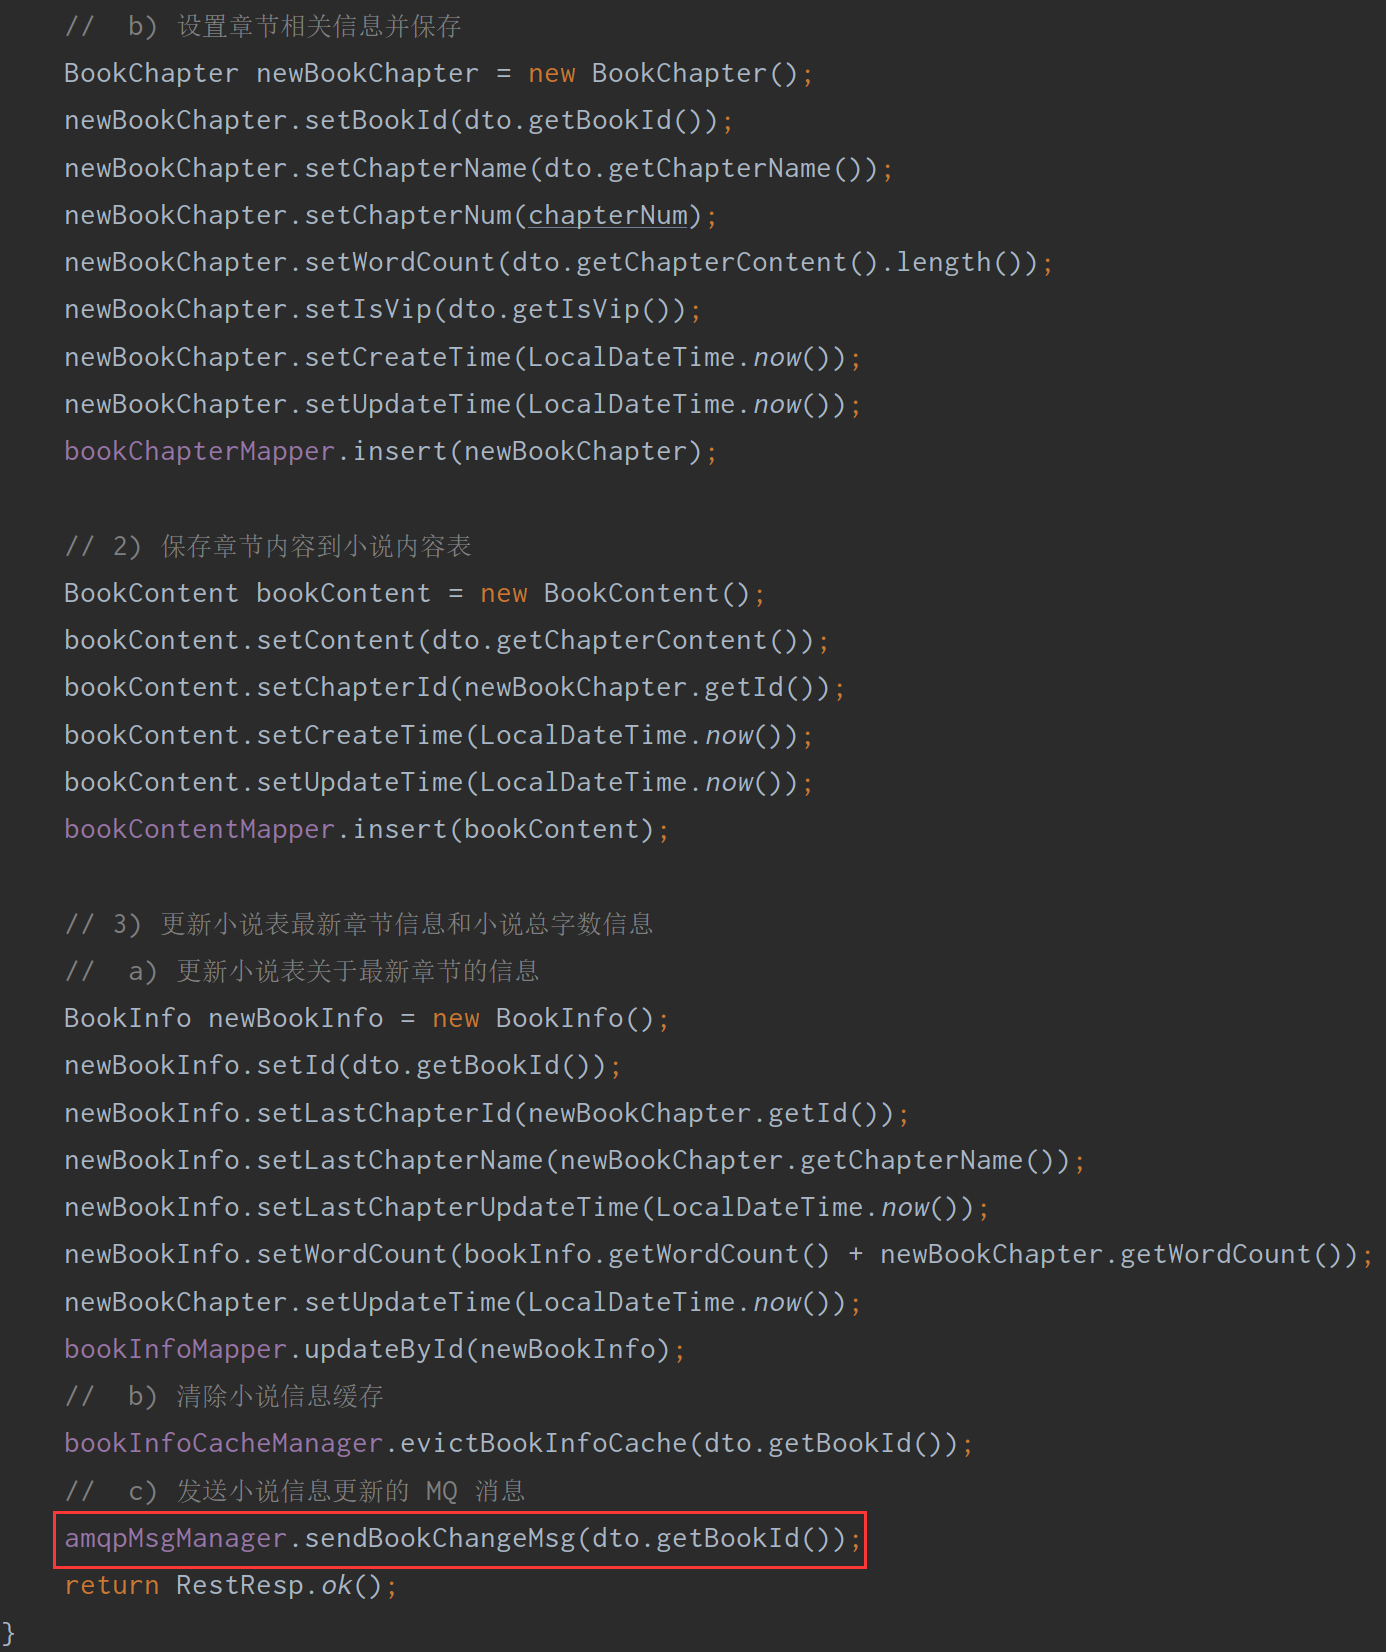 //  b) 设置章节相关信息并保存
BookChapter newBookChapter = new BookChapter();
newBookChapter.setBookId(dto.getBookId());
newBookChapter.setChapterName(dto.getChapterName());
newBookChapter.setChapterNum(chapterNum);
newBookChapter.setWordCount(dto.getChapterContent().length());
newBookChapter.setIsVip(dto.getIsVip());
newBookChapter.setCreateTime(LocalDateTime.now());
newBookChapter.setUpdateTime(LocalDateTime.now());
bookChapterMapper.insert(newBookChapter);
// 2) 保存章节内容到小说内容表
BookContent bookContent = new BookContent();
bookContent.setContent(dto.getChapterContent());
bookContent.setChapterId(newBookChapter.getId());
bookContent.setCreateTime(LocalDateTime.now());
bookContent.setUpdateTime(LocalDateTime.now());
bookContentMapper.insert(bookContent);
// 3) 更新小说表最新章节信息和小说总字数信息
//  a) 更新小说表关于最新章节的信息
BookInfo newBookInfo = new BookInfo();
newBookInfo.setId(dto.getBookId());
newBookInfo.setLastChapterId(newBookChapter.getId());
newBookInfo.setLastChapterName(newBookChapter.getChapterName());
newBookInfo.setLastChapterUpdateTime(LocalDateTime.now());
newBookInfo.setWordCount(bookInfo.getWordCount() + newBookChapter.getWordCount());
newBookChapter.setUpdateTime(LocalDateTime.now());
bookInfoMapper.updateById(newBookInfo);
//  b) 清除小说信息缓存
bookInfoCacheManager.evictBookInfoCache(dto.getBookId());
//  c) 发送小说信息更新的 MQ 消息
amqpMsgManager.sendBookChangeMsg(dto.getBookId());
return RestResp.ok();
}